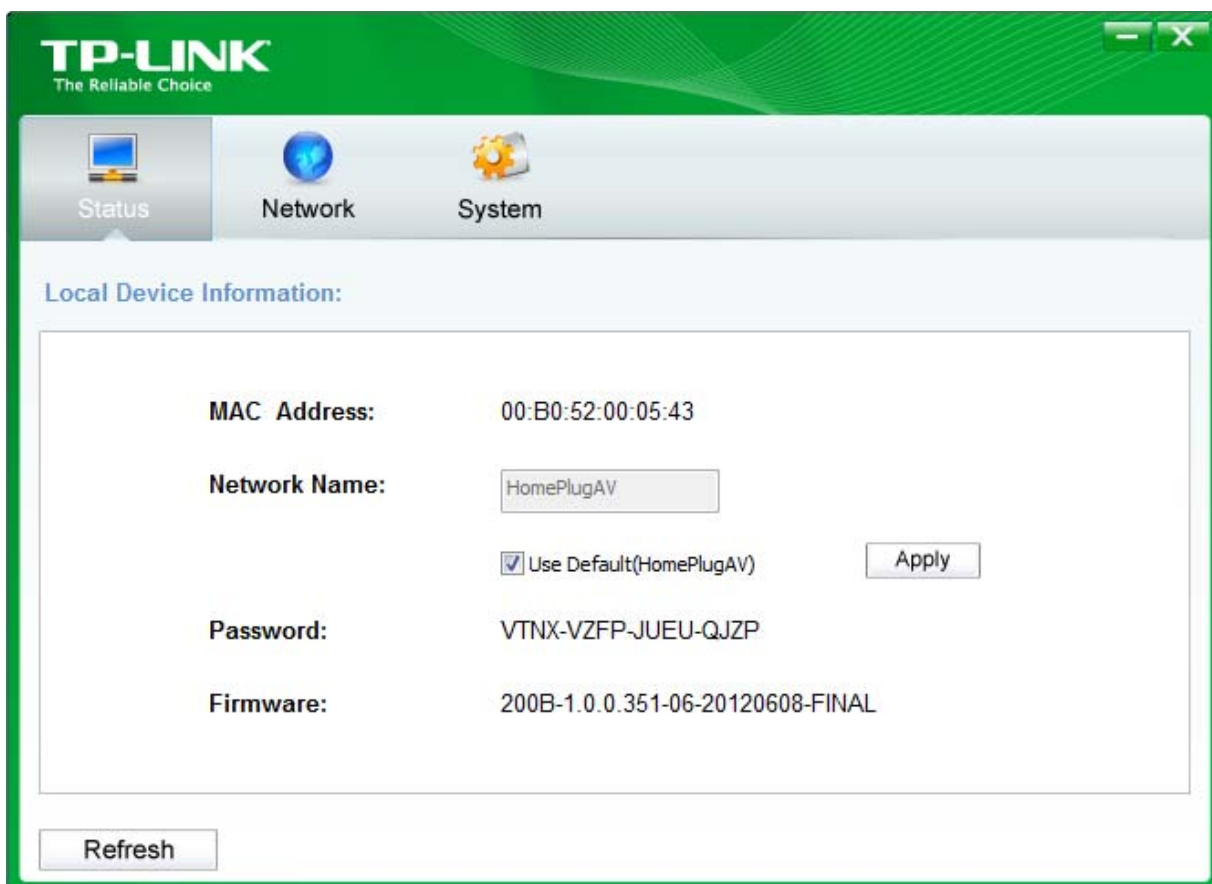 TP-LINK
The Reliable Choice
Status
Network
System
Local Device Information:
MAC Address: 00:B0:52:00:05:43
Network Name: HomePlugAV
Use Default(HomePlugAV) Apply
Password: VTNX-VZFP-JUEU-QJZP
Firmware: 200B-1.0.0.351-06-20120608-FINAL
Refresh